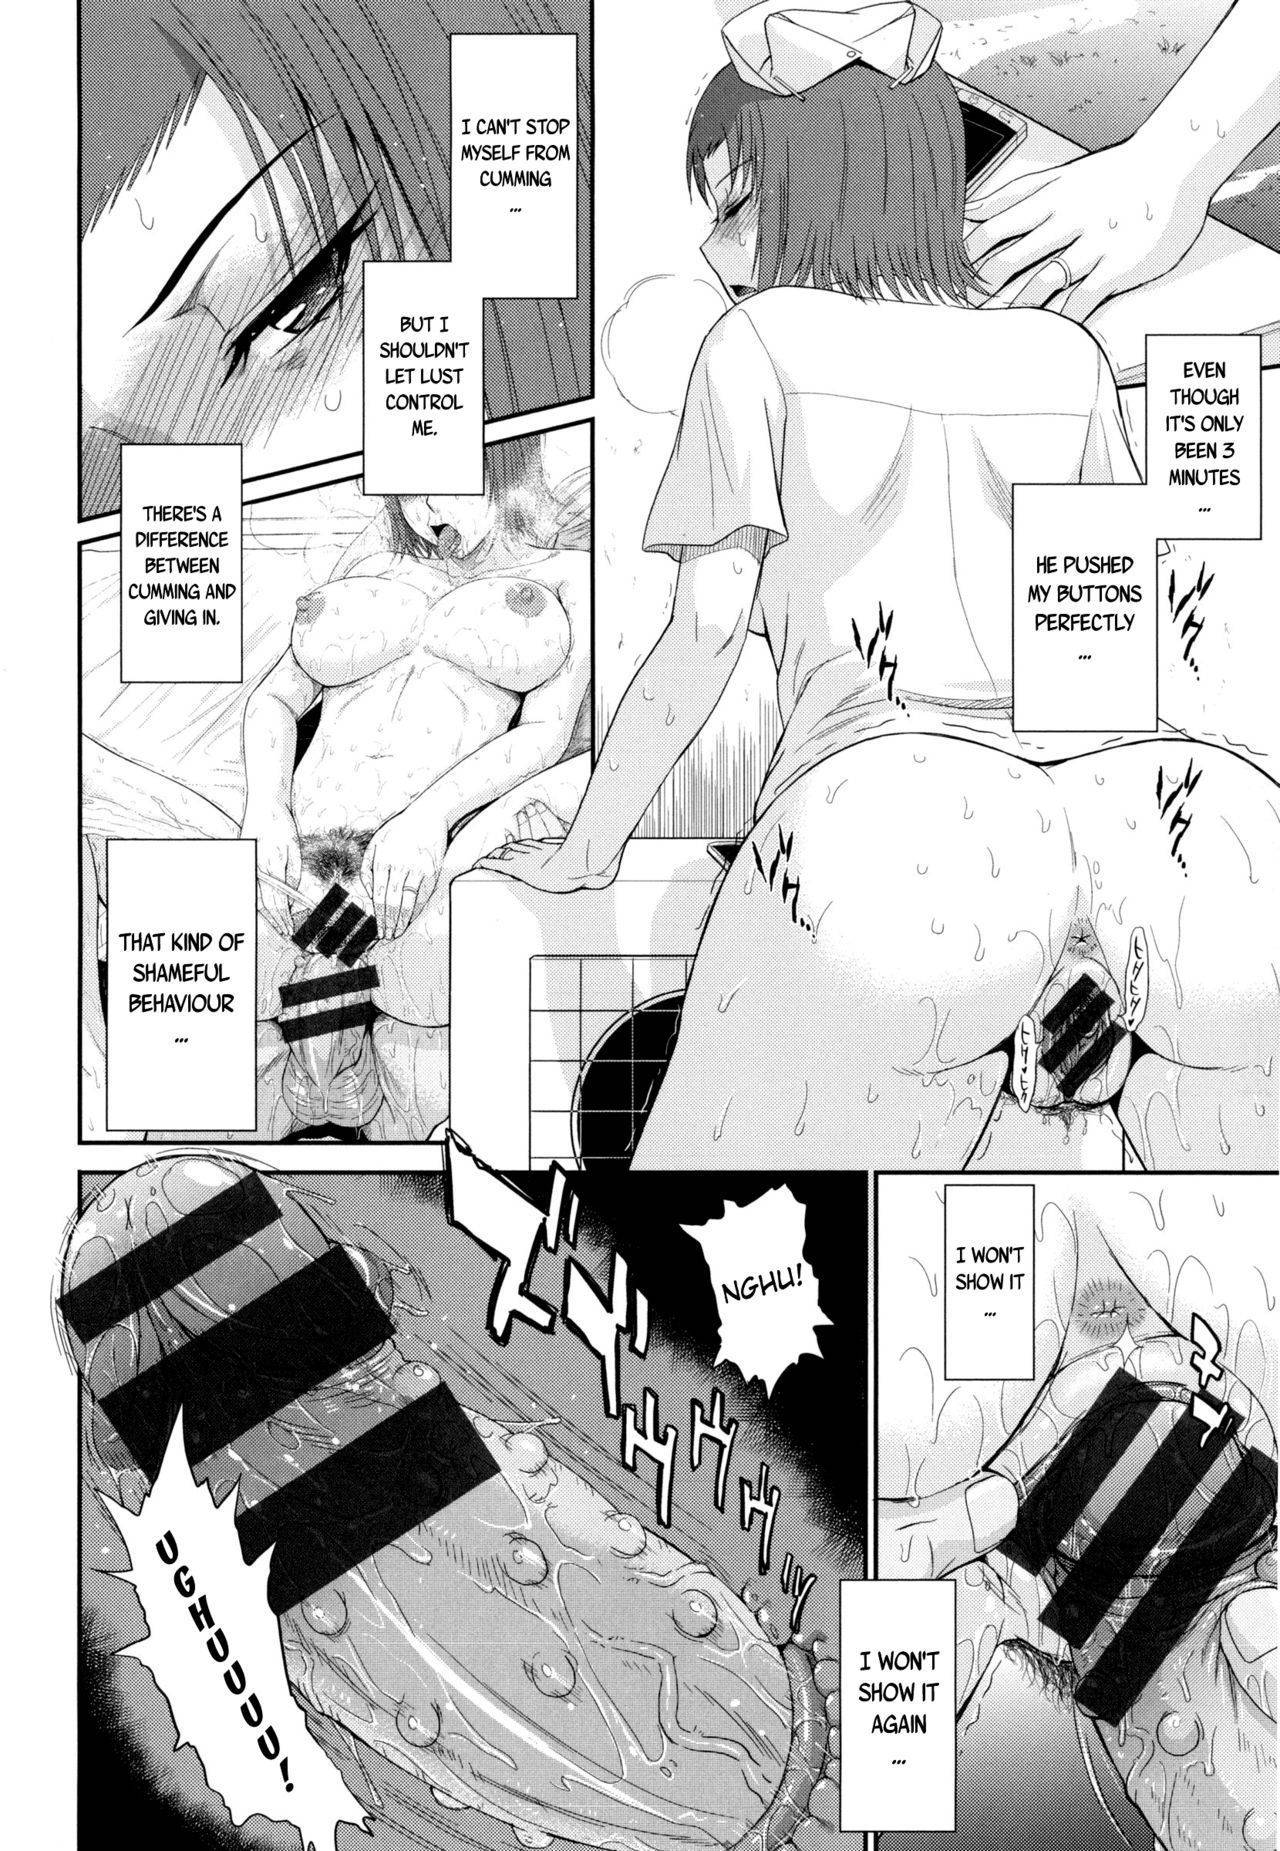 EVEN
THOUGH
IT'S ONLY
BEEN 3
MINUTES
...
HE PUSHED
MY BUTTONS
PERFECTLY
...
I CAN'T STOP
MYSELF FROM
CUMMING
...
BUT I
SHOULDN'T
LET LUST
CONTROL
ME.
THERE'S A
DIFFERENCE
BETWEEN
CUMMING AND
GIVING IN.
THAT KIND OF
SHAMEFUL
BEHAVIOUR
...
I WON'T
SHOW IT
...
I WON'T
SHOW IT
AGAIN
...
NGHU!
UGHUUUU!